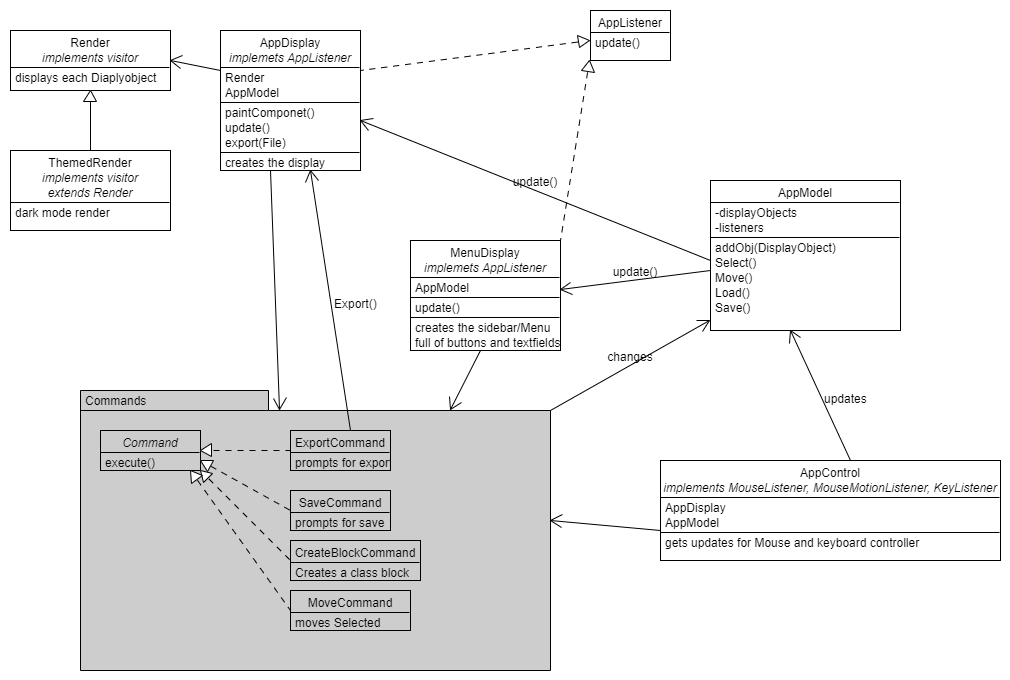 Render
implements visitor
displays each Diaplyobject
ThemedRender
implements visitor
extends Render
dark mode render
AppDisplay
implemets AppListener
Render
AppModel
paintComponet()
update()
export(File)
creates the display
AppListener
update()
update()
AppModel
-displayObjects
-listeners
addObj(DisplayObject)
Select()
Move()
Load()
Save()
MenuDisplay
implemets AppListener
AppModel
update()
creates the sidebar/Menu
full of buttons and textfields
update()
Export()
changes
updates
Commands
Command
execute()
ExportCommand
prompts for expor
SaveCommand
prompts for save
CreateBlockCommand
Creates a class block
MoveCommand
moves Selected
AppControl
implements MouseListener, MouseMotionListener, KeyListener
AppDisplay
AppModel
gets updates for Mouse and keyboard controller